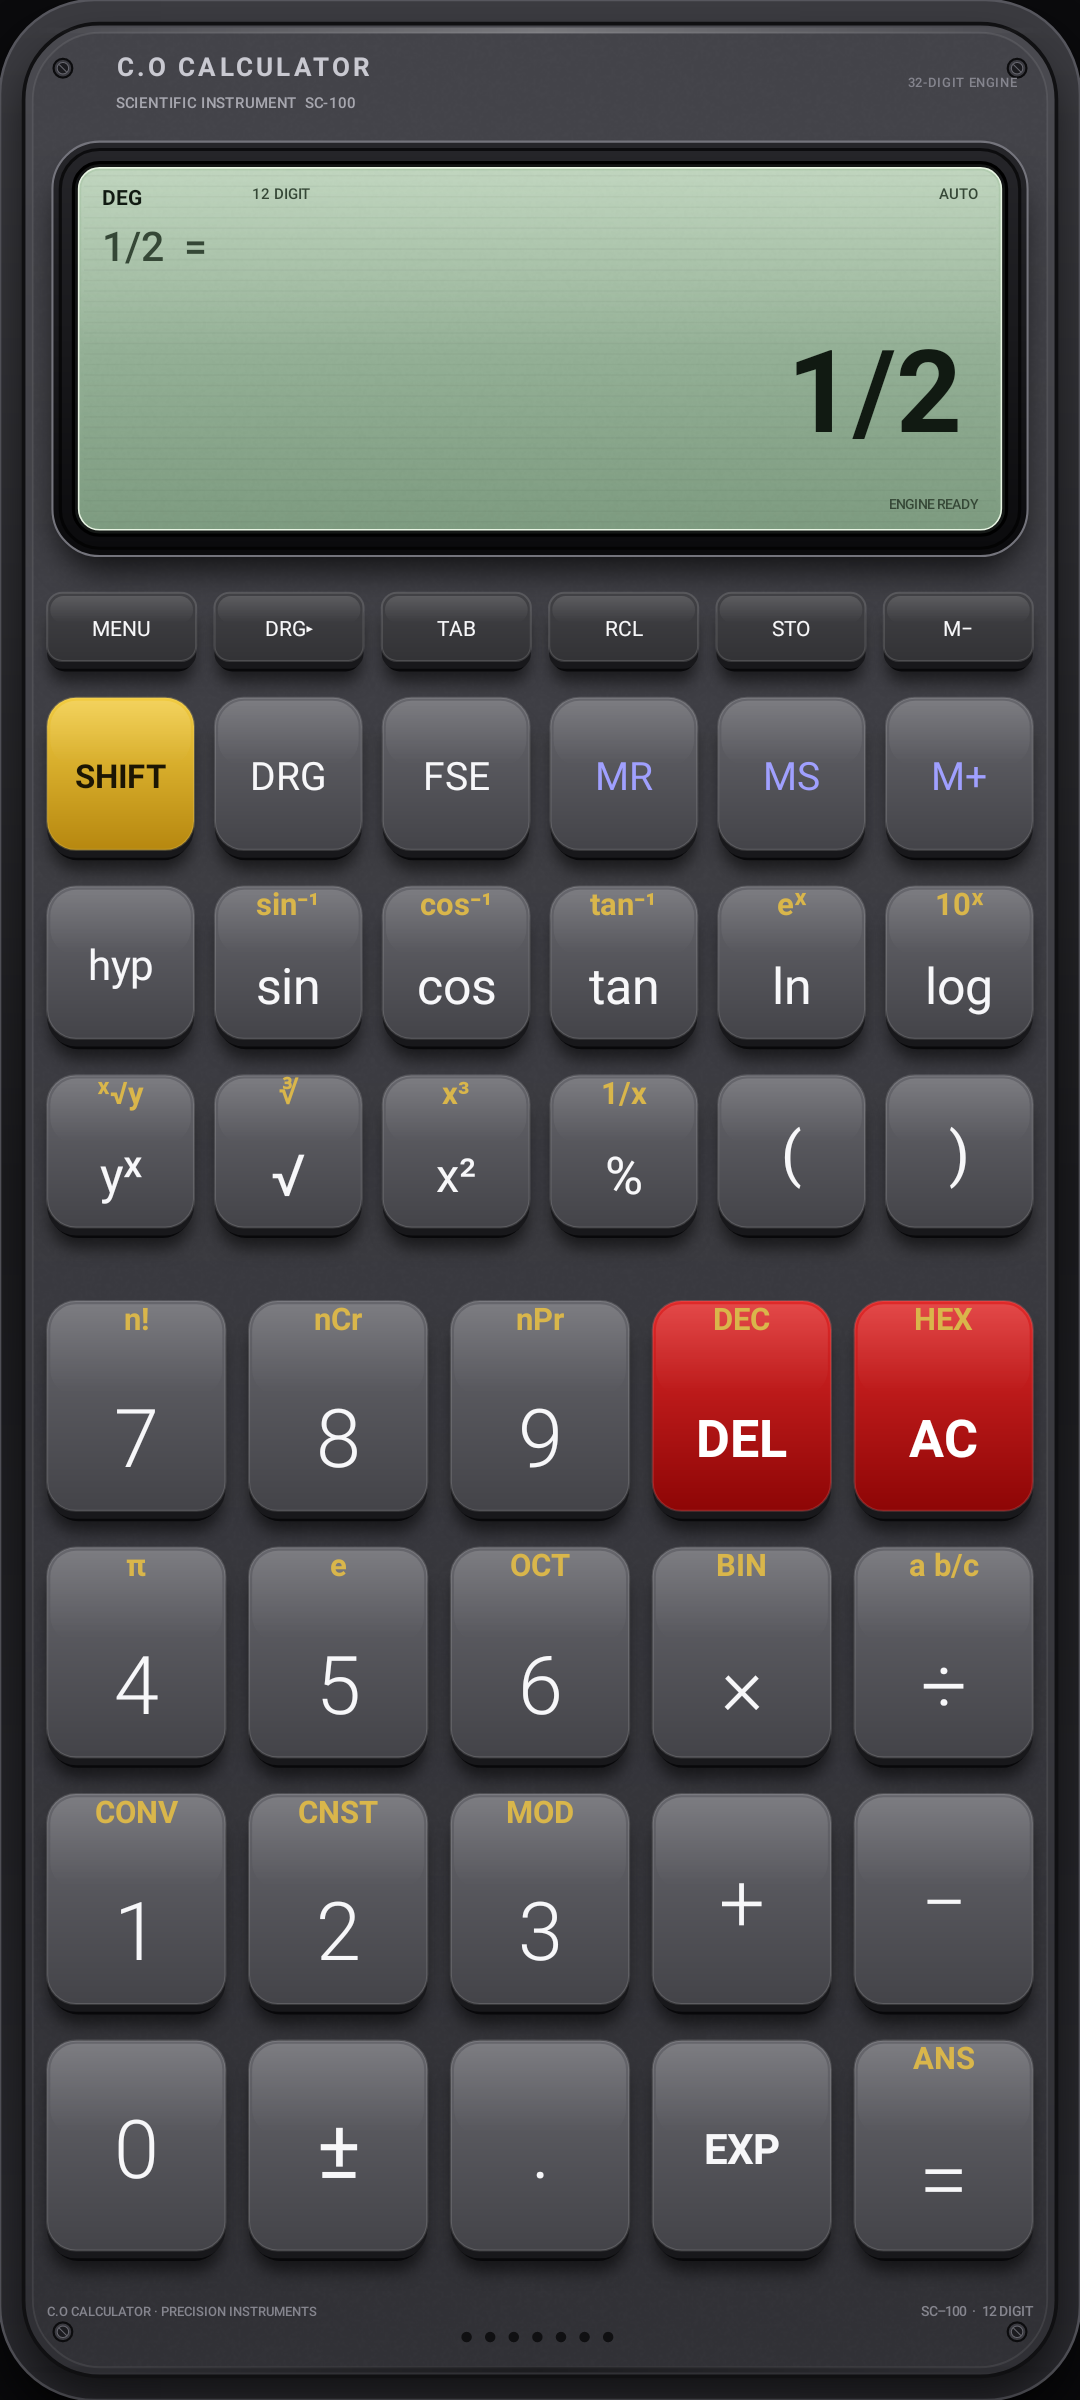 C.O CALCULATOR
SCIENTIFIC INSTRUMENT SC-100
32-DIGIT ENGINE
DEG 12 DIGIT AUTO
1/2 =
1/2
ENGINE READY
MENU DRG▸ TAB RCL STO M−
SHIFT DRG FSE MR MS M+
sin⁻¹ cos⁻¹ tan⁻¹ eˣ 10ˣ
hyp sin cos tan ln log
ˣ√y ∛ x³ 1/x
yˣ √ x² % ( )
n! nCr nPr DEC HEX
7 8 9 DEL AC
π e OCT BIN a b/c
4 5 6 × ÷
CONV CNST MOD
1 2 3 + −
ANS
0 ± . EXP =
C.O CALCULATOR · PRECISION INSTRUMENTS SC−100 · 12 DIGIT